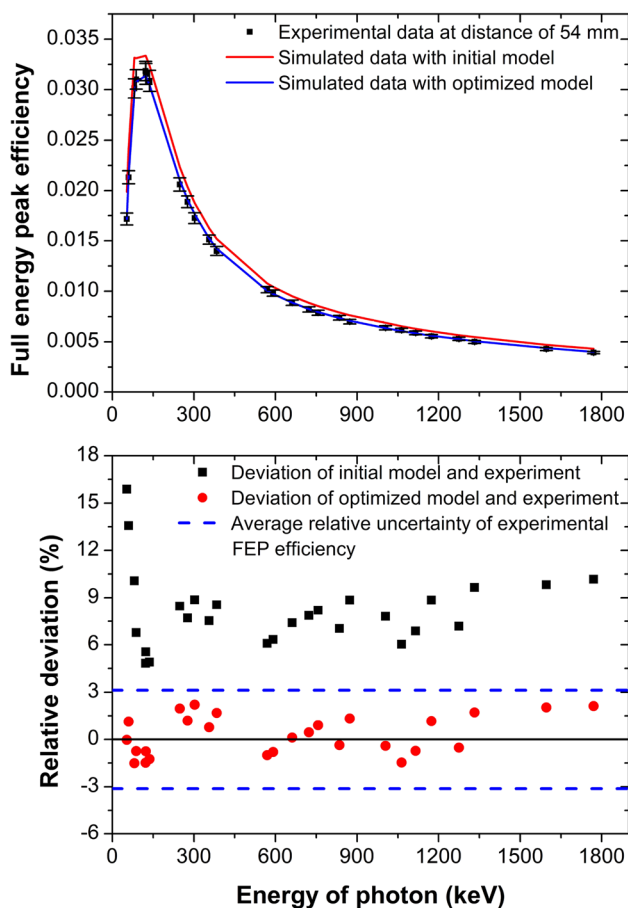 0.035
0.030
0.025
0.020
0.015
0.010
0.005
0.000
Full energy peak efficiency
Experimental data at distance of 54 mm
Simulated data with initial model
Simulated data with optimized model
0 300 600 900 1200 1500 1800
18
15
12
9
6
3
0
-3
-6
Relative deviation (%)
Deviation of initial model and experiment
Deviation of optimized model and experiment
Average relative uncertainty of experimental
FEP efficiency
0 300 600 900 1200 1500 1800
Energy of photon (keV)